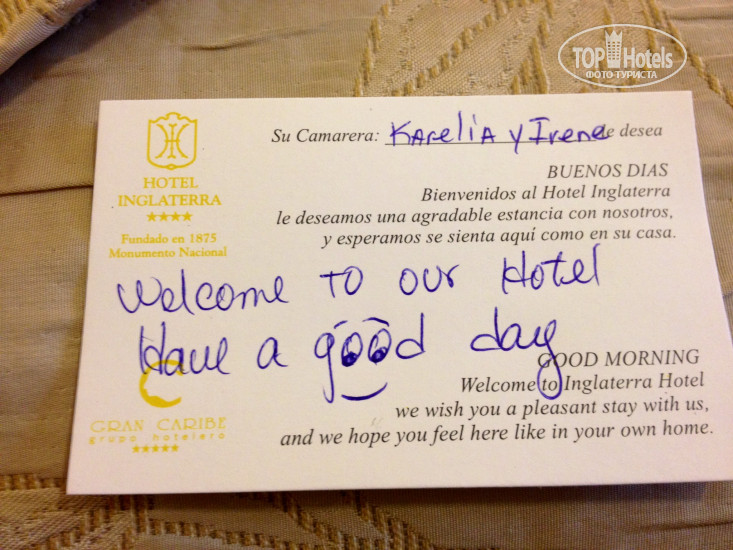 TOP Hotels
ФОТО ТУРИСТА
Su Camarera: Karelia y Irene de desea
HOTEL
INGLATERRA
★★★★
Fundado en 1875
Monumento Nacional
BUENOS DIAS
Bienvenidos al Hotel Inglaterra
le deseamos una agradable estancia con nosotros,
y esperamos se sienta aquí como en su casa.
Welcome TO our Hotel
Have a good day
GOOD MORNING
Welcome to Inglaterra Hotel
we wish you a pleasant stay with us,
and we hope you feel here like in your own home.
GRAN CARIBE
grupo hotelero
★★★★★